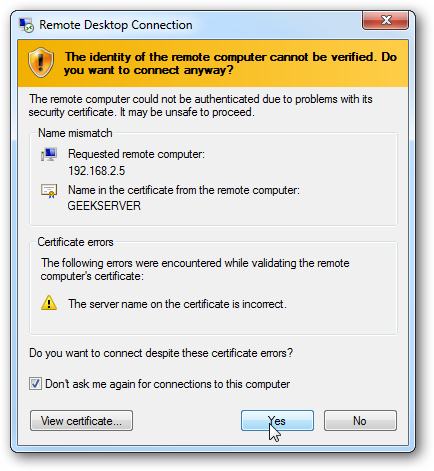 Remote Desktop Connection
The identity of the remote computer cannot be verified. Do
you want to connect anyway?
The remote computer could not be authenticated due to problems with its
security certificate. It may be unsafe to proceed.
Name mismatch
Requested remote computer:
192.168.2.5
Name in the certificate from the remote computer:
GEEKSERVER
Certificate errors
The following errors were encountered while validating the remote
computer's certificate:
The server name on the certificate is incorrect.
Do you want to connect despite these certificate errors?
Don't ask me again for connections to this computer
View certificate... Yes No